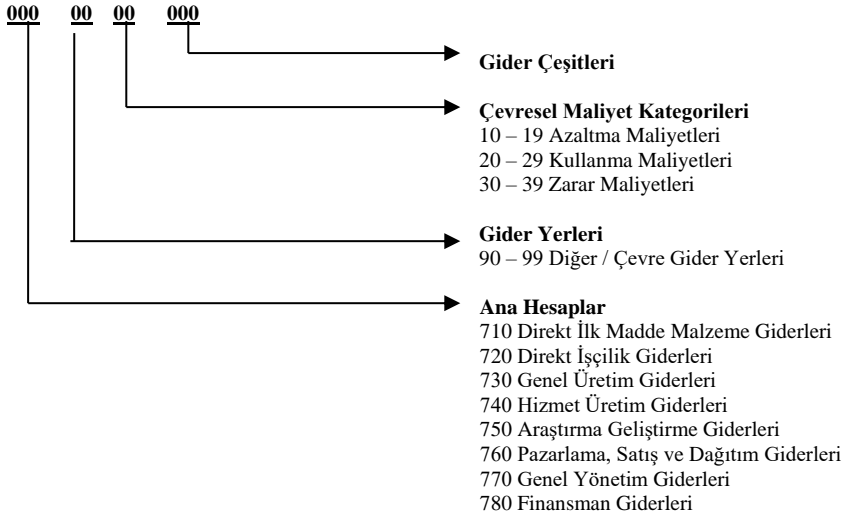 000 00 00 000
Gider Çeşitleri
Çevresel Maliyet Kategorileri
10 – 19 Azaltma Maliyetleri
20 – 29 Kullanma Maliyetleri
30 – 39 Zarar Maliyetleri
Gider Yerleri
90 – 99 Diğer / Çevre Gider Yerleri
Ana Hesaplar
710 Direkt İlk Madde Malzeme Giderleri
720 Direkt İşçilik Giderleri
730 Genel Üretim Giderleri
740 Hizmet Üretim Giderleri
750 Araştırma Geliştirme Giderleri
760 Pazarlama, Satış ve Dağıtım Giderleri
770 Genel Yönetim Giderleri
780 Finansman Giderleri